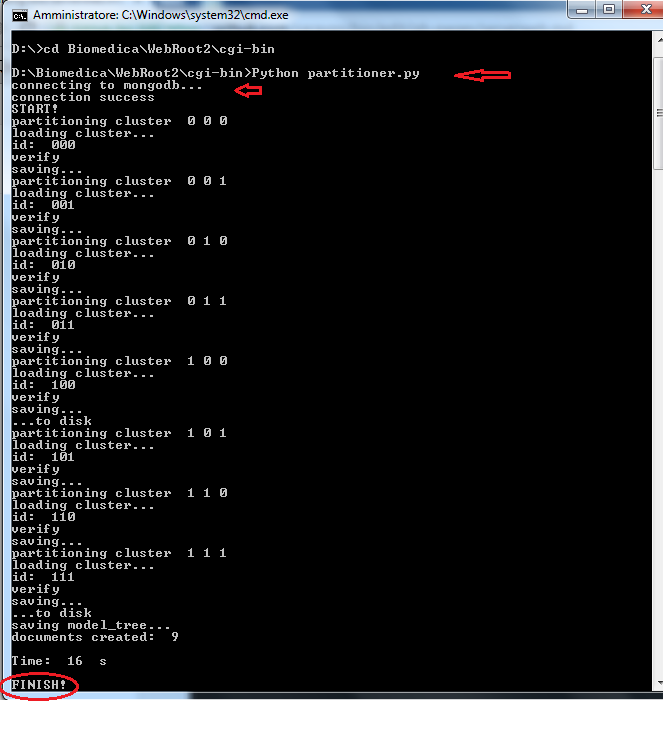 Amministratore: C:\Windows\system32\cmd.exe
D:\>cd Biomedica\WebRoot2\cgi-bin
D:\Biomedica\WebRoot2\cgi-bin>Python partitioner.py
connecting to mongodb...
connection success
START!
partitioning cluster 0 0 0
loading cluster...
id: 000
verify
saving...
partitioning cluster 0 0 1
loading cluster...
id: 001
verify
saving...
partitioning cluster 0 1 0
loading cluster...
id: 010
verify
saving...
partitioning cluster 0 1 1
loading cluster...
id: 011
verify
saving...
partitioning cluster 1 0 0
loading cluster...
id: 100
verify
saving...
...to disk
partitioning cluster 1 0 1
loading cluster...
id: 101
verify
saving...
partitioning cluster 1 1 0
loading cluster...
id: 110
verify
saving...
partitioning cluster 1 1 1
loading cluster...
id: 111
verify
saving...
...to disk
saving model_tree...
documents created: 9
Time: 16 s
FINISH!